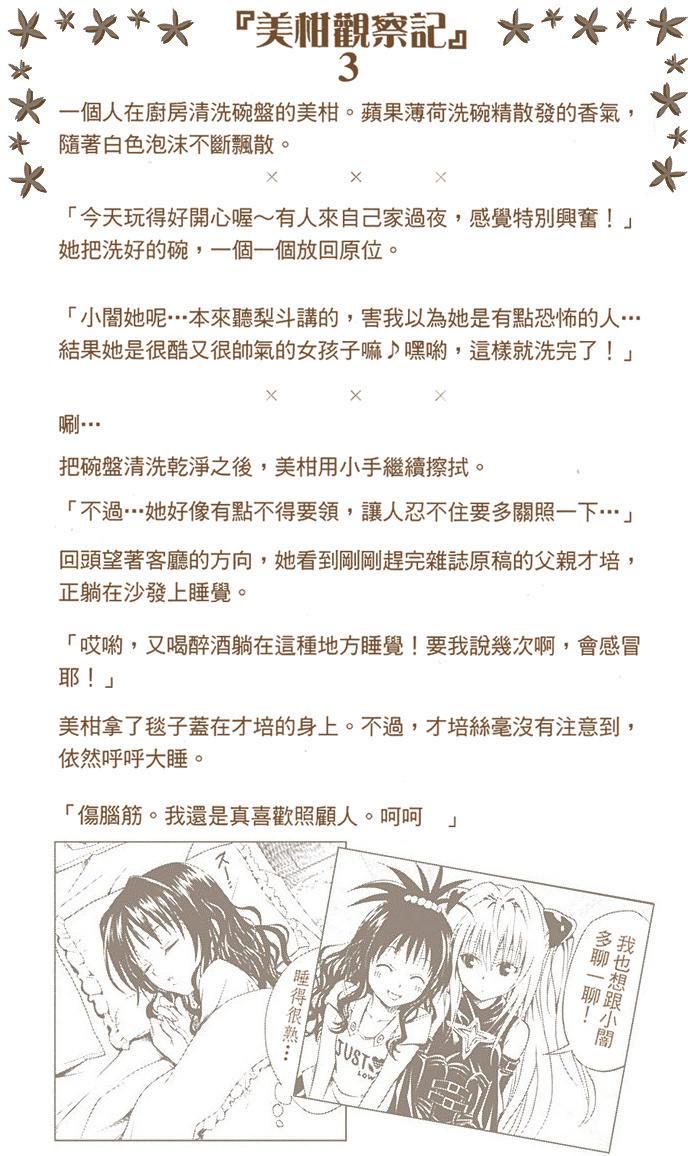 『美柑觀察記』
3
一個人在廚房清洗碗盤的美柑。蘋果薄荷洗碗精散發的香氣，
隨著白色泡沫不斷飄散。
× × ×
「今天玩得好開心喔～有人來自己家過夜，感覺特別興奮！」
她把洗好的碗，一個一個放回原位。
「小闇她呢…本來聽梨斗講的，害我以為她是有點恐怖的人…
結果她是很酷又很帥氣的女孩子嘛♪嘿喲，這樣就洗完了！」
× × ×
唰…
把碗盤清洗乾淨之後，美柑用小手繼續擦拭。
「不過…她好像有點不得要領，讓人忍不住要多關照一下…」
回頭望著客廳的方向，她看到剛剛趕完雜誌原稿的父親才培，
正躺在沙發上睡覺。
「哎喲，又喝醉酒躺在這種地方睡覺！要我說幾次啊，會感冒
耶！」
美柑拿了毯子蓋在才培的身上。不過，才培絲毫沒有注意到，
依然呼呼大睡。
「傷腦筋。我還是真喜歡照顧人。呵呵　」
スー
睡得很熟…
我也想跟小闇
多聊一聊！
JUST
LOW